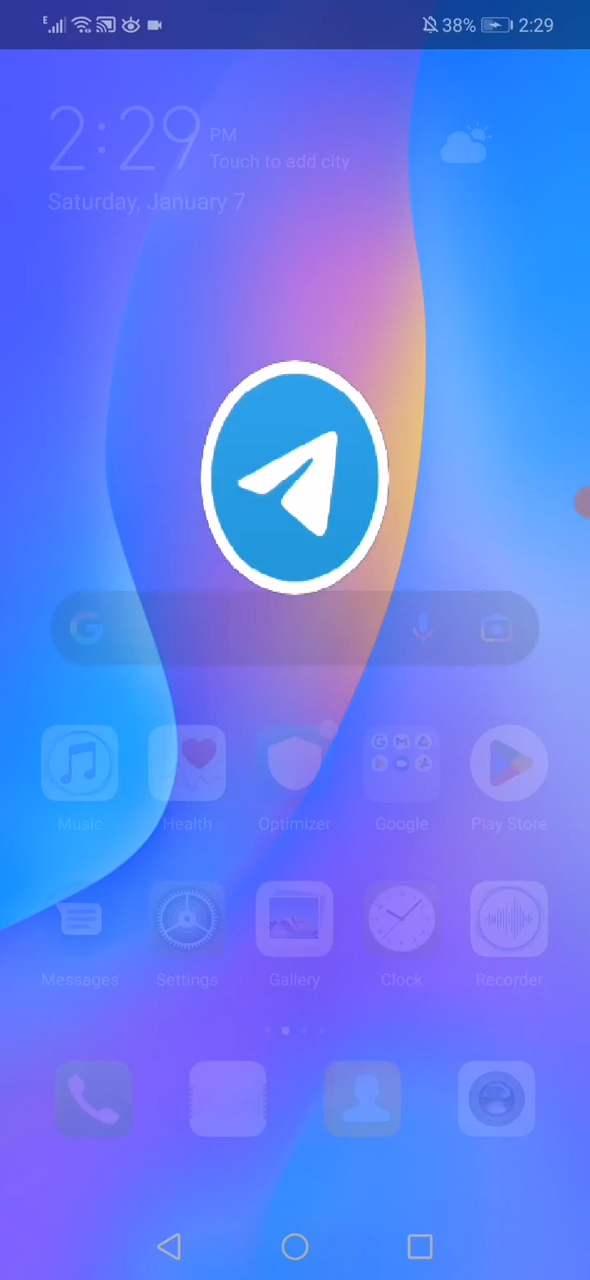 E 38% 2:29
2:29 PM
Touch to add city
Saturday, January 7
Music Health Optimizer Google Play Store
Messages Settings Gallery Clock Recorder